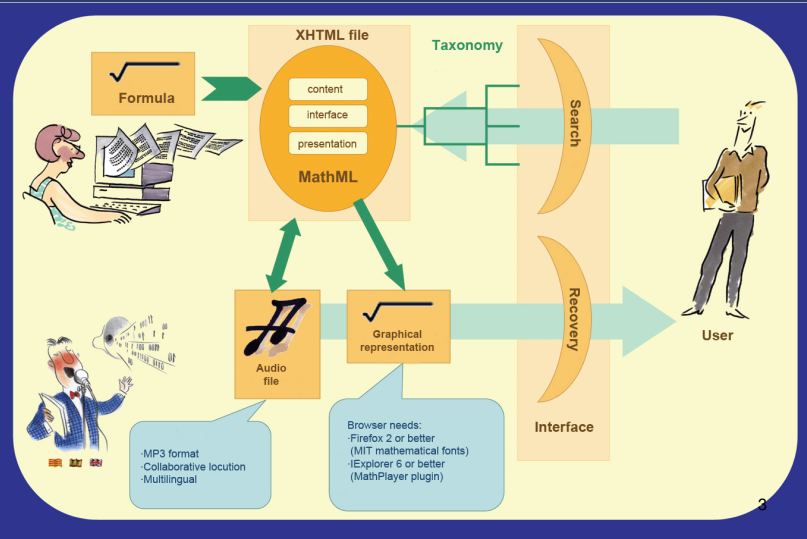 XHTML file
Taxonomy
Formula
content
interface
presentation
MathML
Search
Recovery
Interface
User
Audio
file
Graphical
representation
·MP3 format
·Collaborative locution
·Multilingual
Browser needs:
·Firefox 2 or better
(MIT mathematical fonts)
·IExplorer 6 or better
(MathPlayer plugin)
3